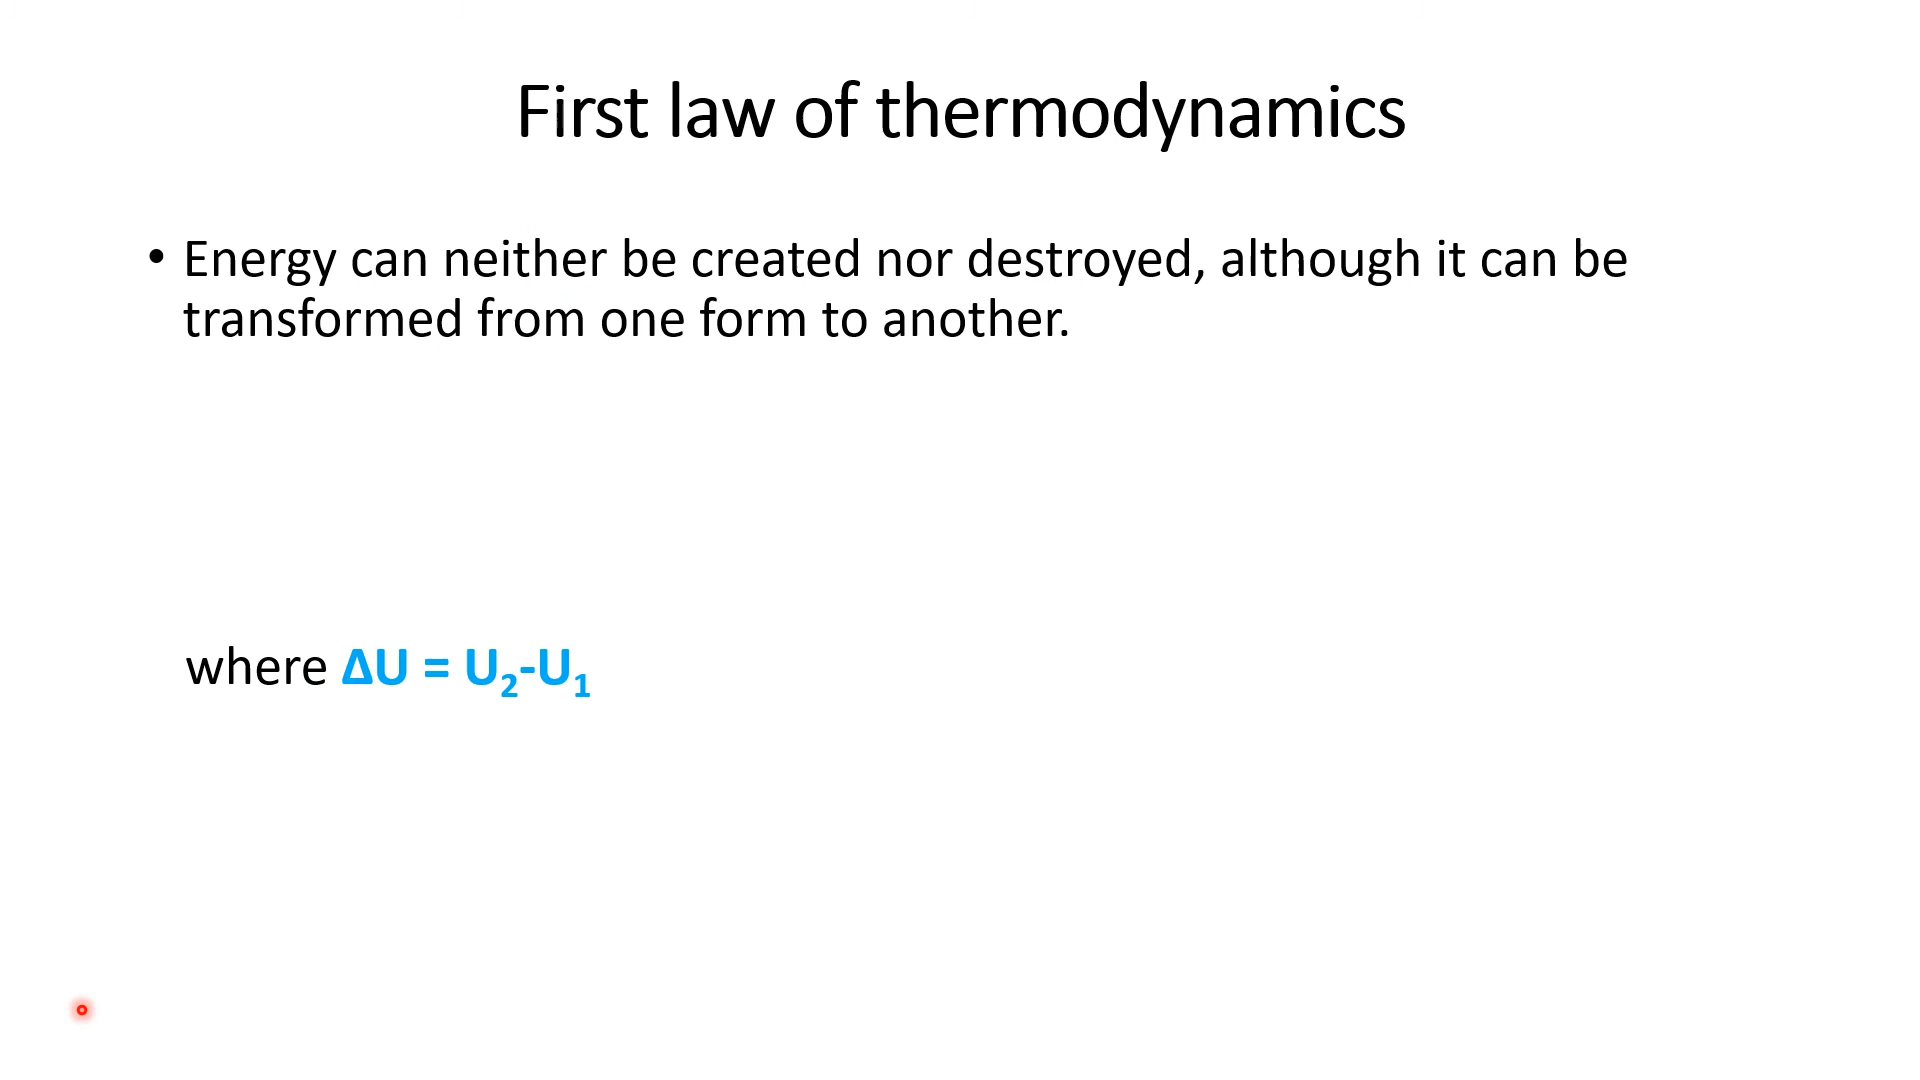 First law of thermodynamics
• Energy can neither be created nor destroyed, although it can be
transformed from one form to another.
where ΔU = U₂-U₁